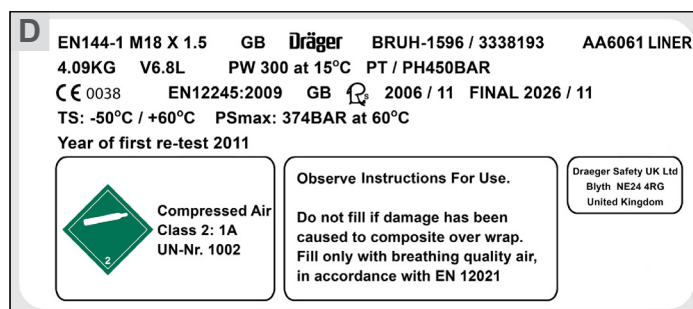 D
EN144-1 M18 X 1.5 GB Dräger BRUH-1596 / 3338193 AA6061 LINER
4.09KG V6.8L PW 300 at 15°C PT / PH450BAR
CE 0038 EN12245:2009 GB Rs 2006 / 11 FINAL 2026 / 11
TS: -50°C / +60°C PSmax: 374BAR at 60°C
Year of first re-test 2011
Compressed Air
Class 2: 1A
UN-Nr. 1002
2
Observe Instructions For Use.
Do not fill if damage has been
caused to composite over wrap.
Fill only with breathing quality air,
in accordance with EN 12021
Draeger Safety UK Ltd
Blyth NE24 4RG
United Kingdom